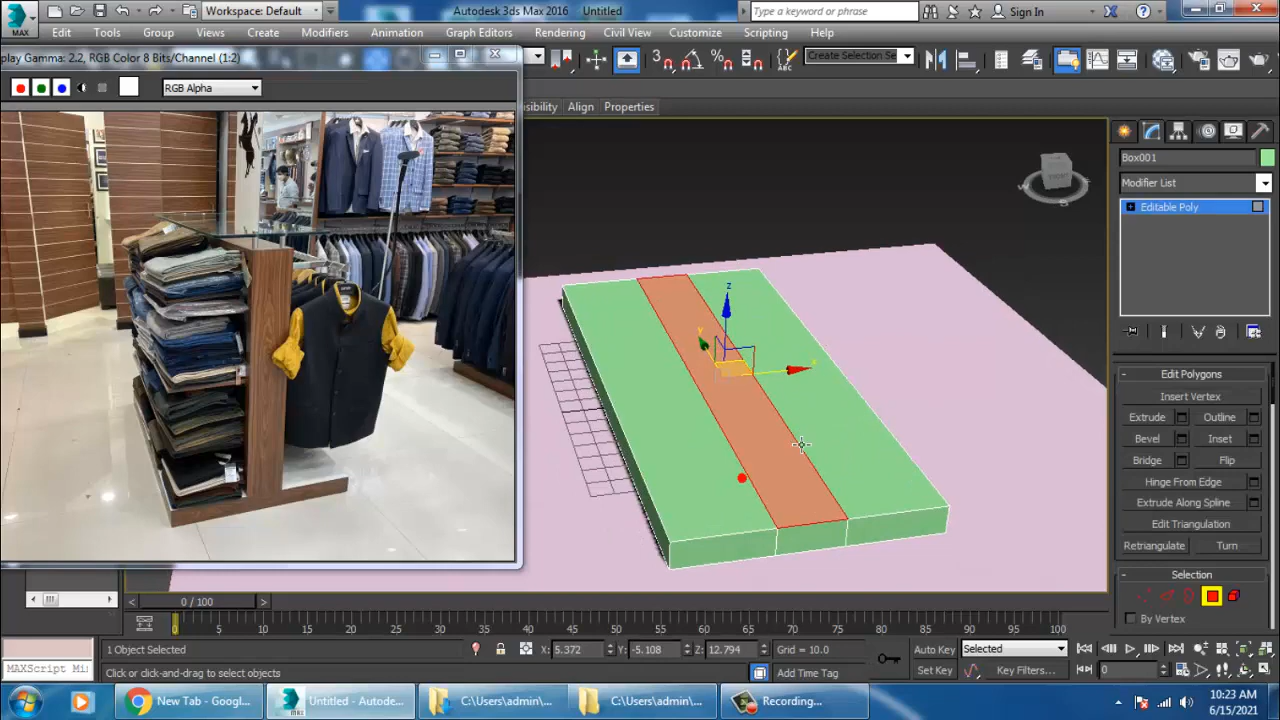 MAX
Workspace: Default
Autodesk 3ds Max 2016 Untitled
Type a keyword or phrase
Sign In
Edit Tools Group Views Create Modifiers Animation Graph Editors Rendering Civil View Customize Scripting Help
play Gamma: 2.2, RGB Color 8 Bits/Channel (1:2)
Create Selection Se
RGB Alpha
ibility Align Properties
Box001
Modifier List
Editable Poly
Edit Polygons
Insert Vertex
Extrude Outline
Bevel Inset
Bridge Flip
Hinge From Edge
Extrude Along Spline
Edit Triangulation
Retriangulate Turn
Selection
By Vertex
z
y
x
0 / 100
0 5 10 15 20 25 30 35 40 45 50 55 60 65 70 75 80 85 90 95 100
1 Object Selected
X: 5.372 Y: -5.108 Z: 12.794 Grid = 10.0
Auto Key Selected
MAXScript Mi
Click or click-and-drag to select objects
Add Time Tag
Set Key Key Filters... 0
New Tab - Googl...
Untitled - Autode...
C:\Users\admin\...
C:\Users\admin\...
Recording...
10:23 AM
6/15/2021